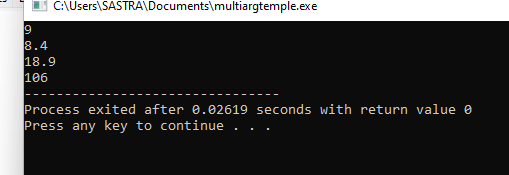 C:\Users\SASTRA\Documents\multiargtemple.exe
9
8.4
18.9
106
--------------------------------
Process exited after 0.02619 seconds with return value 0
Press any key to continue . . .